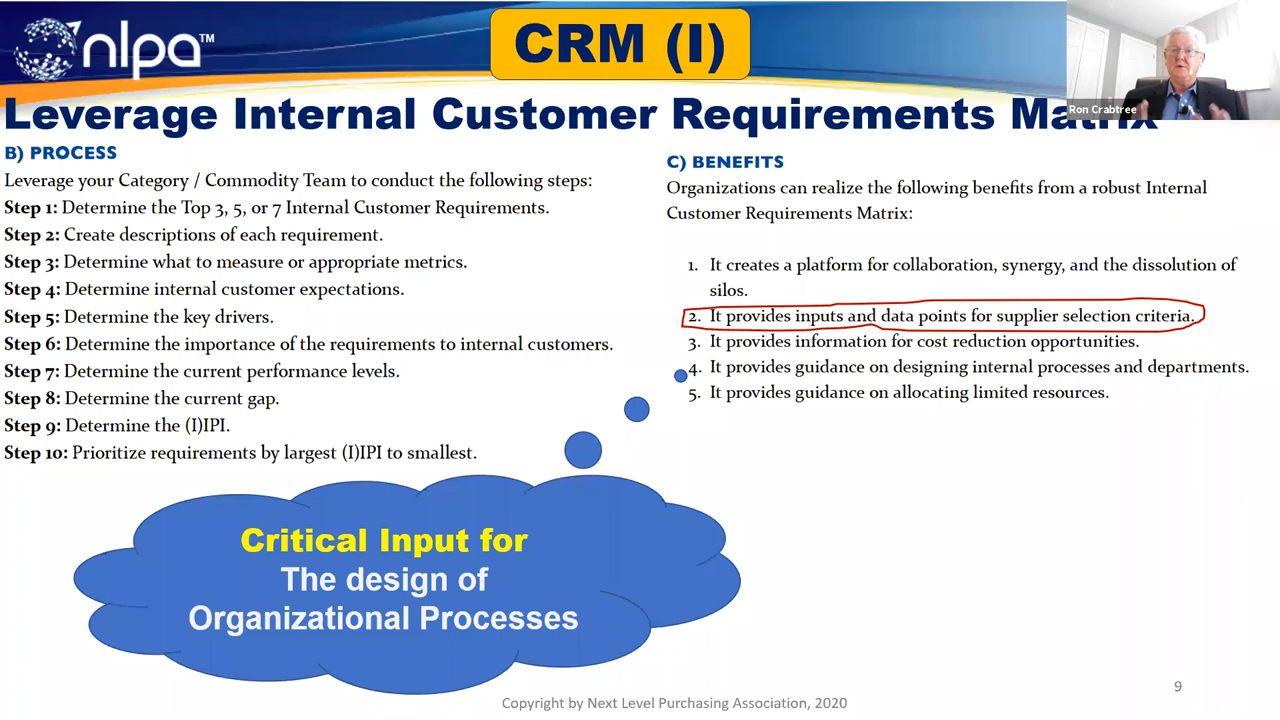 nlpa™
CRM (I)
Ron Crabtree
Leverage Internal Customer Requirements Matrix
B) PROCESS
Leverage your Category / Commodity Team to conduct the following steps:
Step 1: Determine the Top 3, 5, or 7 Internal Customer Requirements.
Step 2: Create descriptions of each requirement.
Step 3: Determine what to measure or appropriate metrics.
Step 4: Determine internal customer expectations.
Step 5: Determine the key drivers.
Step 6: Determine the importance of the requirements to internal customers.
Step 7: Determine the current performance levels.
Step 8: Determine the current gap.
Step 9: Determine the (I)IPI.
Step 10: Prioritize requirements by largest (I)IPI to smallest.
C) BENEFITS
Organizations can realize the following benefits from a robust Internal
Customer Requirements Matrix:
1. It creates a platform for collaboration, synergy, and the dissolution of
silos.
2. It provides inputs and data points for supplier selection criteria.
3. It provides information for cost reduction opportunities.
4. It provides guidance on designing internal processes and departments.
5. It provides guidance on allocating limited resources.
Critical Input for
The design of
Organizational Processes
Copyright by Next Level Purchasing Association, 2020
9